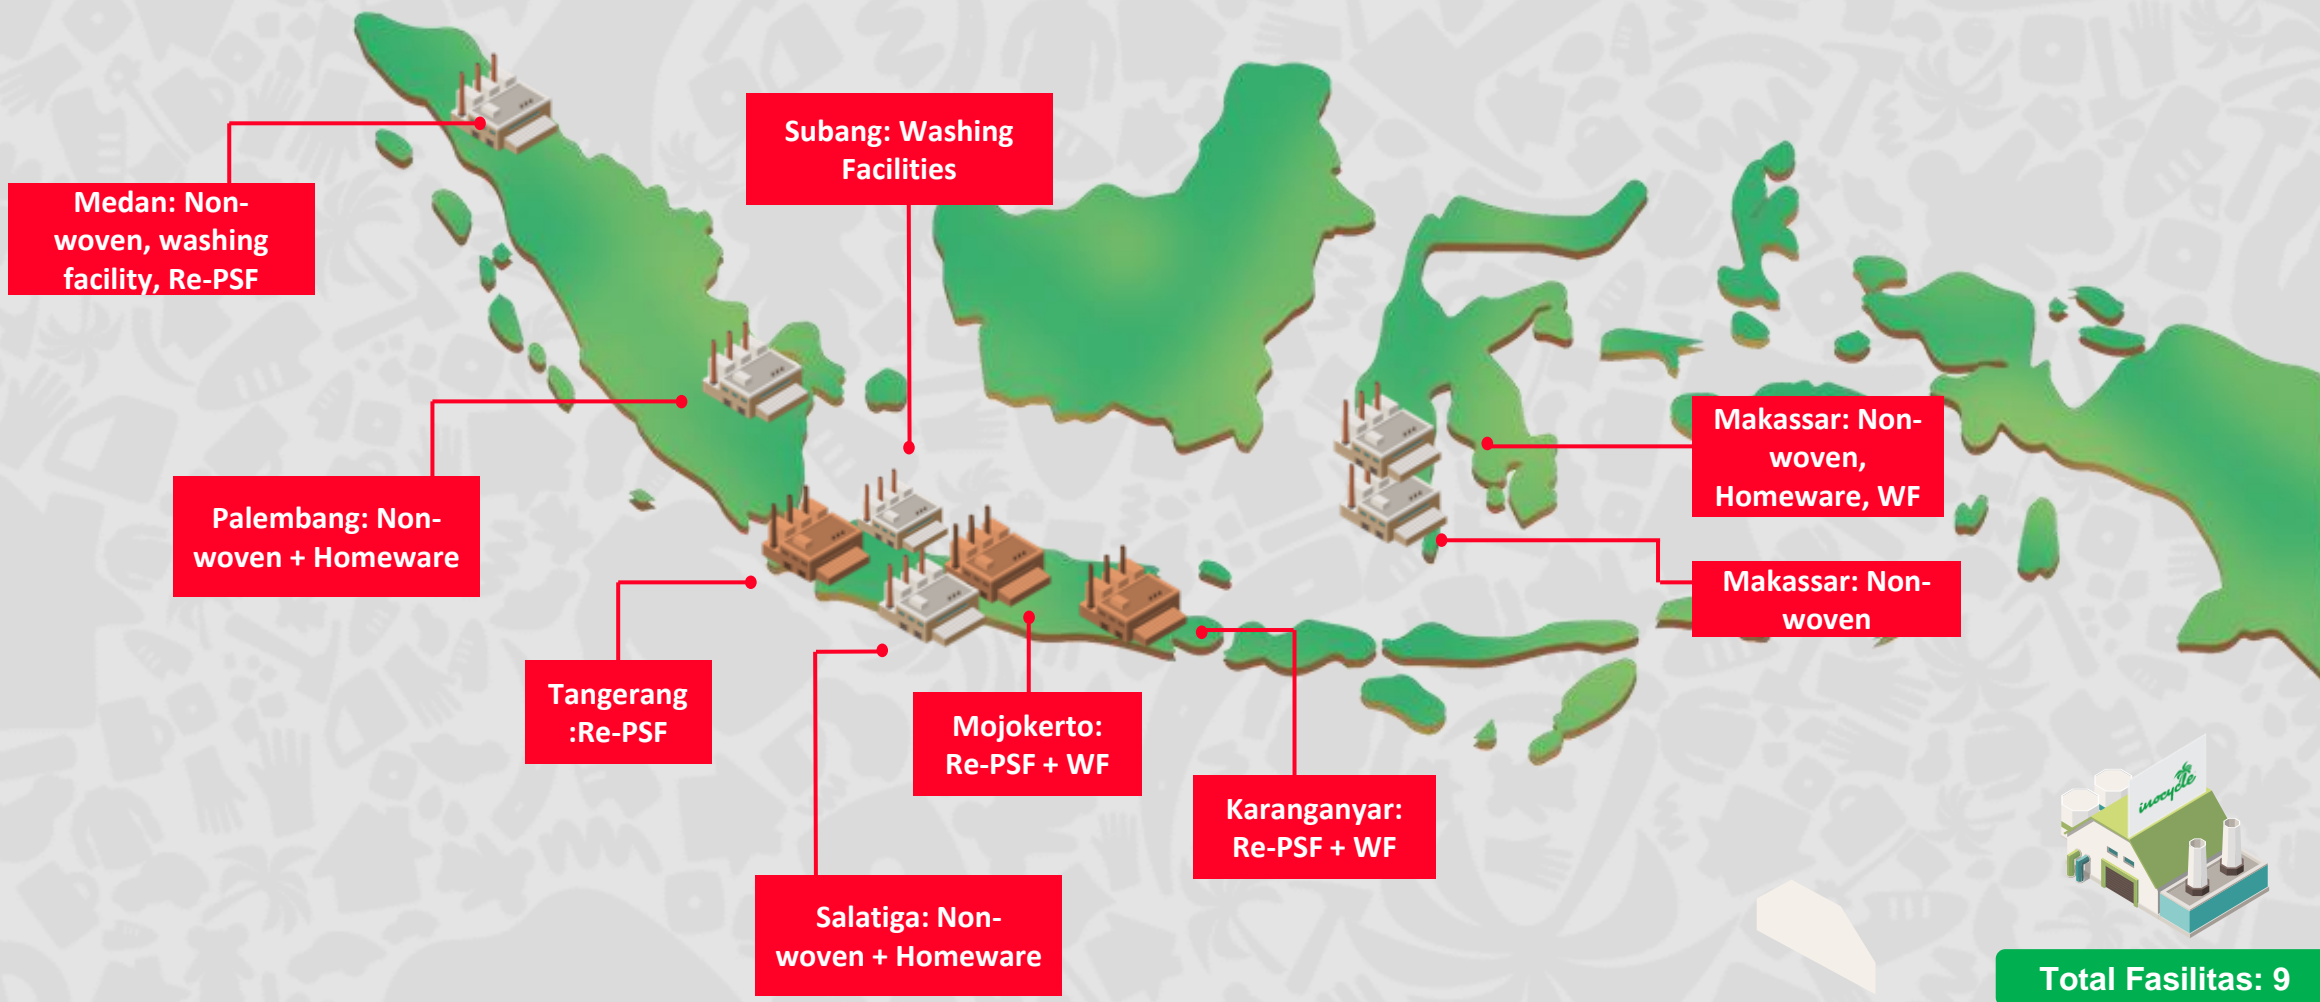 Subang: Washing
Facilities
Medan: Non-
woven, washing
facility, Re-PSF
Makassar: Non-
woven,
Homeware, WF
Palembang: Non-
woven + Homeware
Makassar: Non-
woven
Tangerang
:Re-PSF
Mojokerto:
Re-PSF + WF
Karanganyar:
Re-PSF + WF
Salatiga: Non-
woven + Homeware
inocycle
Total Fasilitas: 9